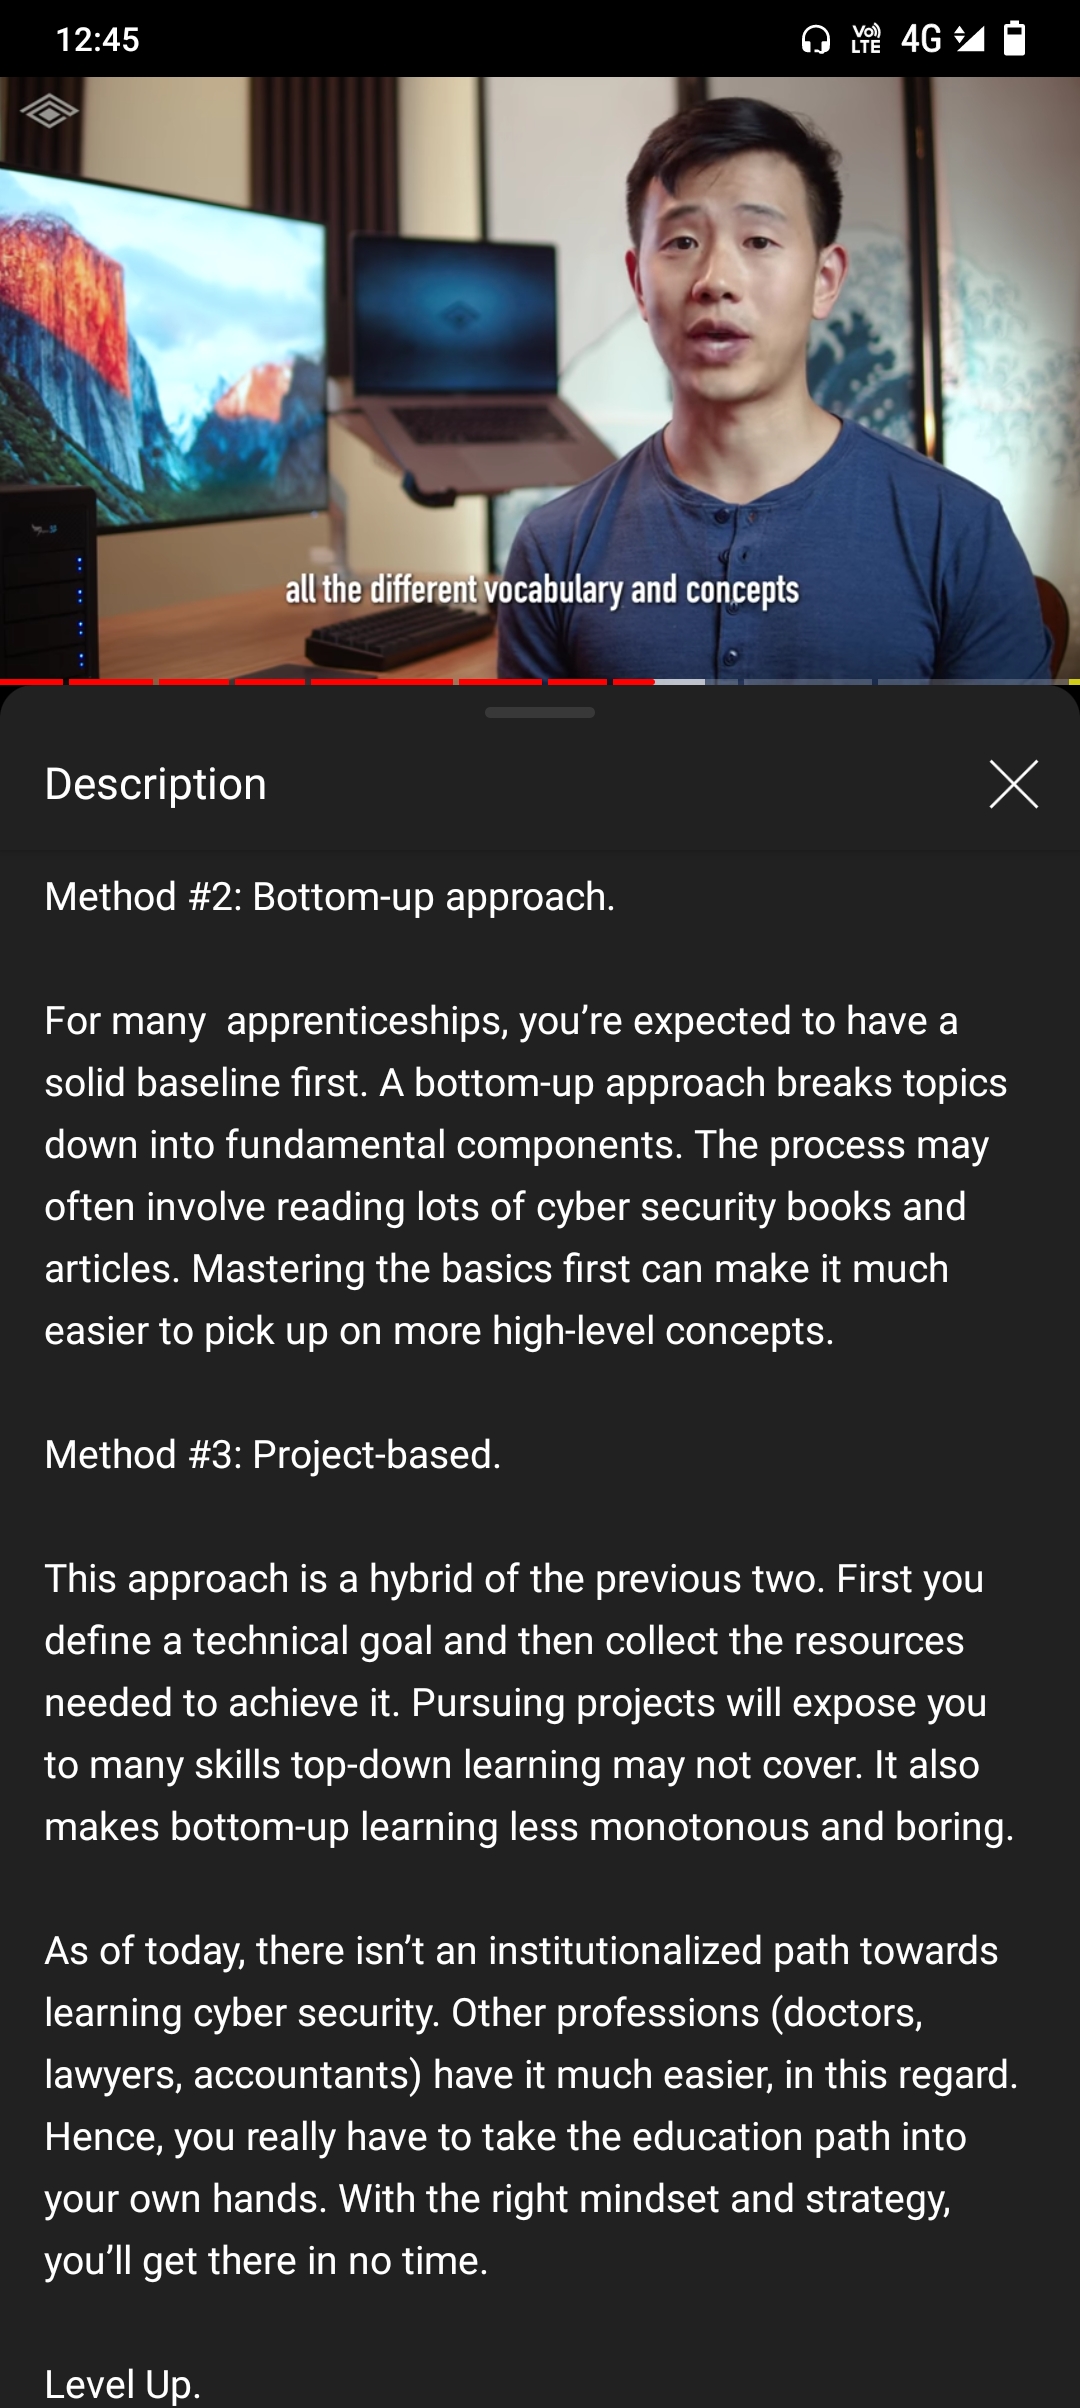 12:45
Vo) LTE 4G
all the different vocabulary and concepts
Description
Method #2: Bottom-up approach.
For many  apprenticeships, you’re expected to have a
solid baseline first. A bottom-up approach breaks topics
down into fundamental components. The process may
often involve reading lots of cyber security books and
articles. Mastering the basics first can make it much
easier to pick up on more high-level concepts.
Method #3: Project-based.
This approach is a hybrid of the previous two. First you
define a technical goal and then collect the resources
needed to achieve it. Pursuing projects will expose you
to many skills top-down learning may not cover. It also
makes bottom-up learning less monotonous and boring.
As of today, there isn’t an institutionalized path towards
learning cyber security. Other professions (doctors,
lawyers, accountants) have it much easier, in this regard.
Hence, you really have to take the education path into
your own hands. With the right mindset and strategy,
you’ll get there in no time.
Level Up.